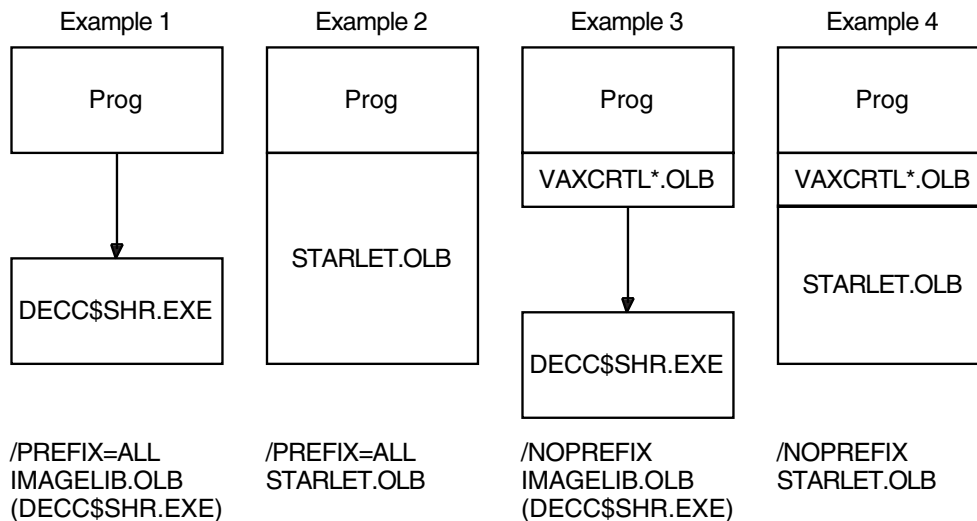 Example 1
Prog
DECC$SHR.EXE
/PREFIX=ALL
IMAGELIB.OLB
(DECC$SHR.EXE)
Example 2
Prog
STARLET.OLB
/PREFIX=ALL
STARLET.OLB
Example 3
Prog
VAXCRTL*.OLB
DECC$SHR.EXE
/NOPREFIX
IMAGELIB.OLB
(DECC$SHR.EXE)
Example 4
Prog
VAXCRTL*.OLB
STARLET.OLB
/NOPREFIX
STARLET.OLB